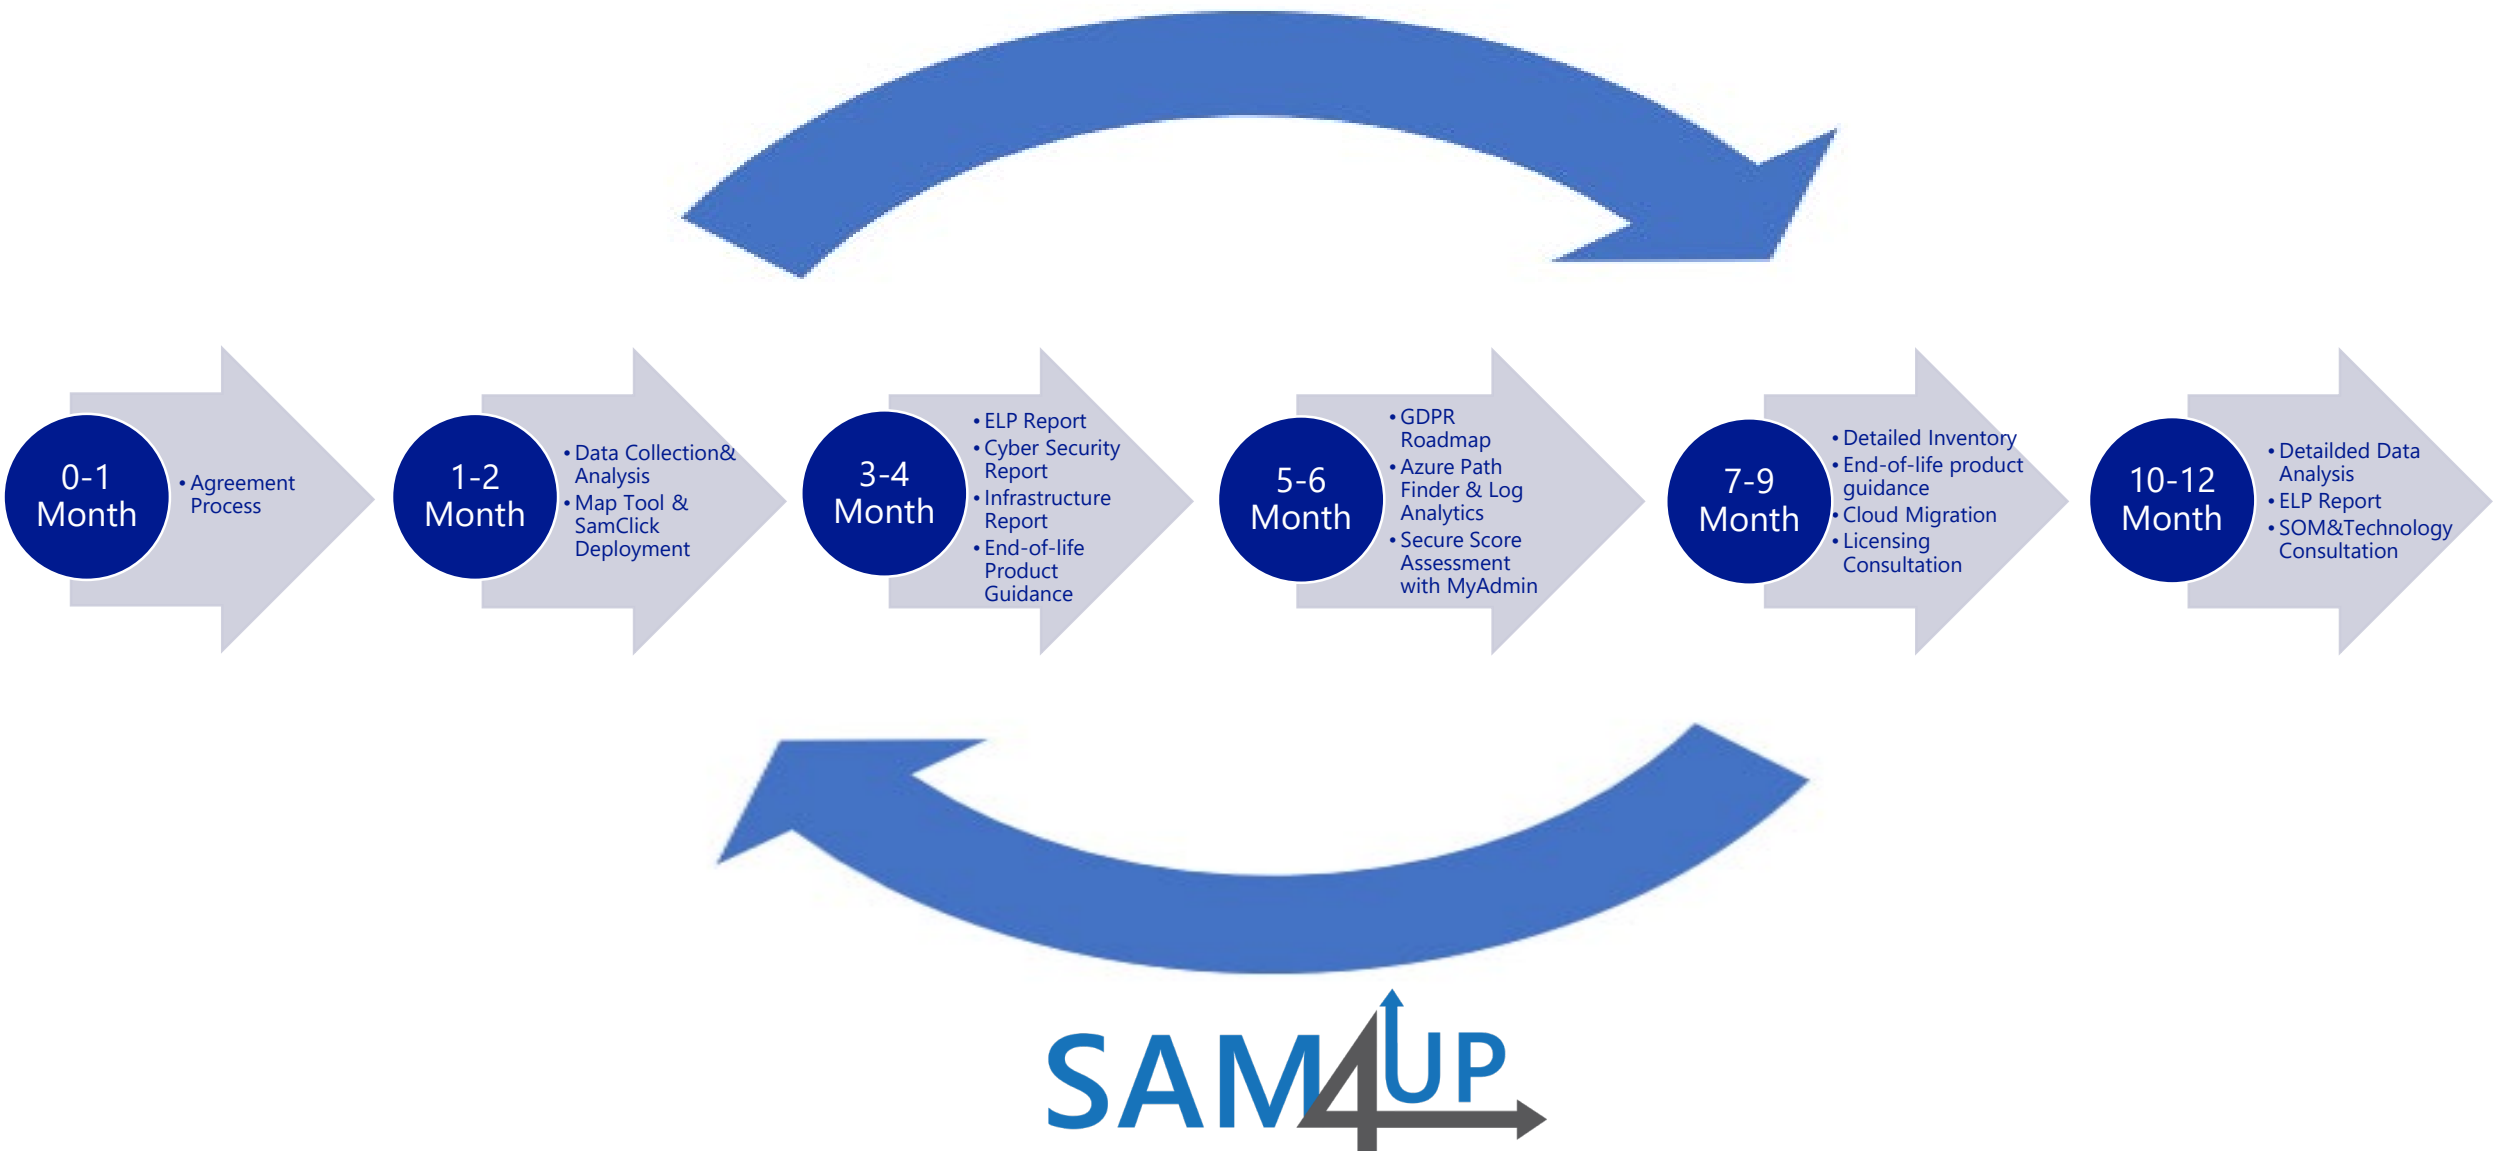 0-1
Month
• Agreement
Process
1-2
Month
• Data Collection&
Analysis
• Map Tool &
SamClick
Deployment
3-4
Month
• ELP Report
• Cyber Security
Report
• Infrastructure
Report
• End-of-life
Product
Guidance
5-6
Month
• GDPR
Roadmap
• Azure Path
Finder & Log
Analytics
• Secure Score
Assessment
with MyAdmin
7-9
Month
• Detailed Inventory
• End-of-life product
guidance
• Cloud Migration
• Licensing
Consultation
10-12
Month
• Detailded Data
Analysis
• ELP Report
• SOM&Technology
Consultation
SAM4UP